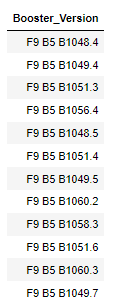 Booster_Version
F9 B5 B1048.4
F9 B5 B1049.4
F9 B5 B1051.3
F9 B5 B1056.4
F9 B5 B1048.5
F9 B5 B1051.4
F9 B5 B1049.5
F9 B5 B1060.2
F9 B5 B1058.3
F9 B5 B1051.6
F9 B5 B1060.3
F9 B5 B1049.7